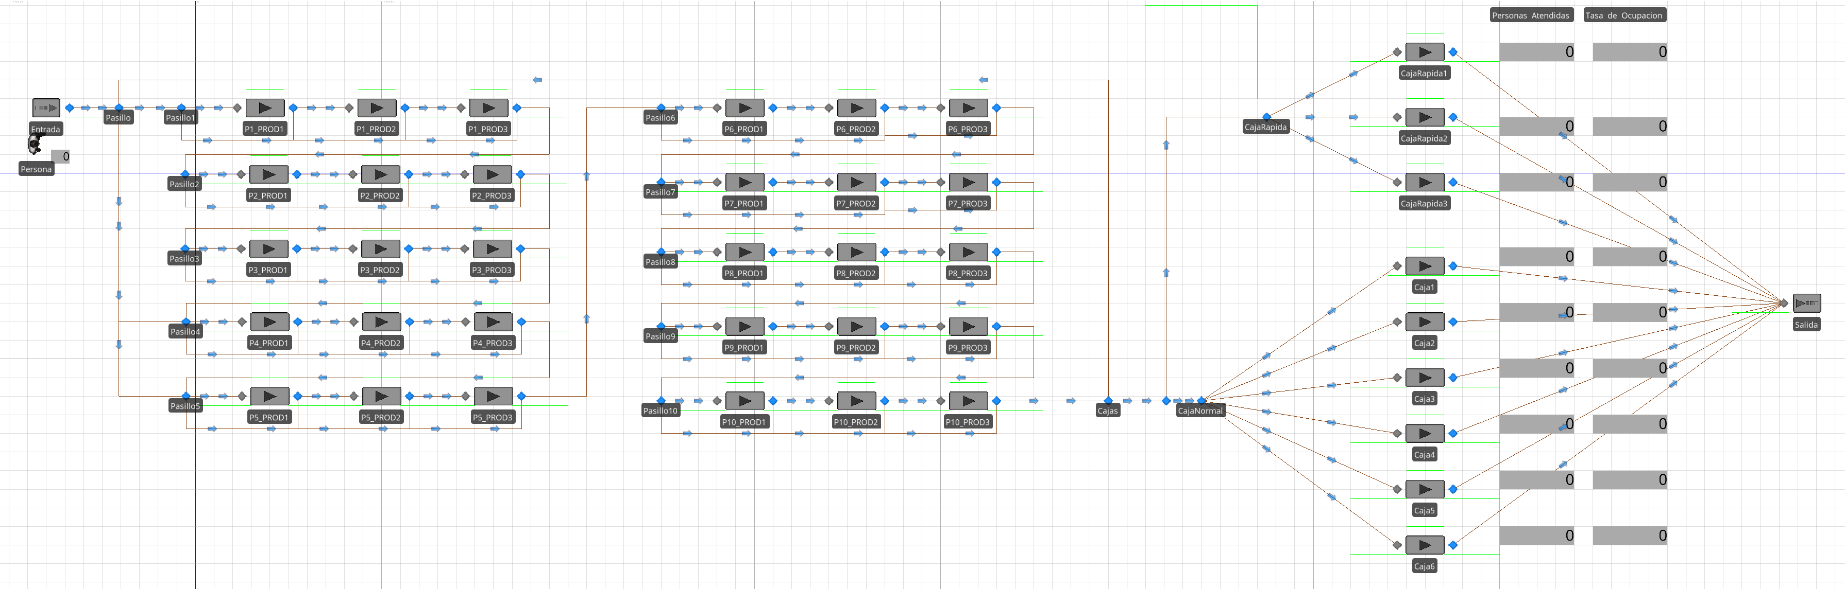 Personas Atendidas
Tasa de Ocupacion
Entrada
Persona
0
Pasillo
Pasillo1
P1_PROD1
P1_PROD2
P1_PROD3
Pasillo2
P2_PROD1
P2_PROD2
P2_PROD3
Pasillo3
P3_PROD1
P3_PROD2
P3_PROD3
Pasillo4
P4_PROD1
P4_PROD2
P4_PROD3
Pasillo5
P5_PROD1
P5_PROD2
P5_PROD3
Pasillo6
P6_PROD1
P6_PROD2
P6_PROD3
Pasillo7
P7_PROD1
P7_PROD2
P7_PROD3
Pasillo8
P8_PROD1
P8_PROD2
P8_PROD3
Pasillo9
P9_PROD1
P9_PROD2
P9_PROD3
Pasillo10
P10_PROD1
P10_PROD2
P10_PROD3
Cajas
CajaNormal
CajaRapida
CajaRapida1
0 0
CajaRapida2
0 0
CajaRapida3
0 0
Caja1
0 0
Caja2
0 0
Caja3
0 0
Caja4
0 0
Caja5
0 0
Caja6
0 0
Salida